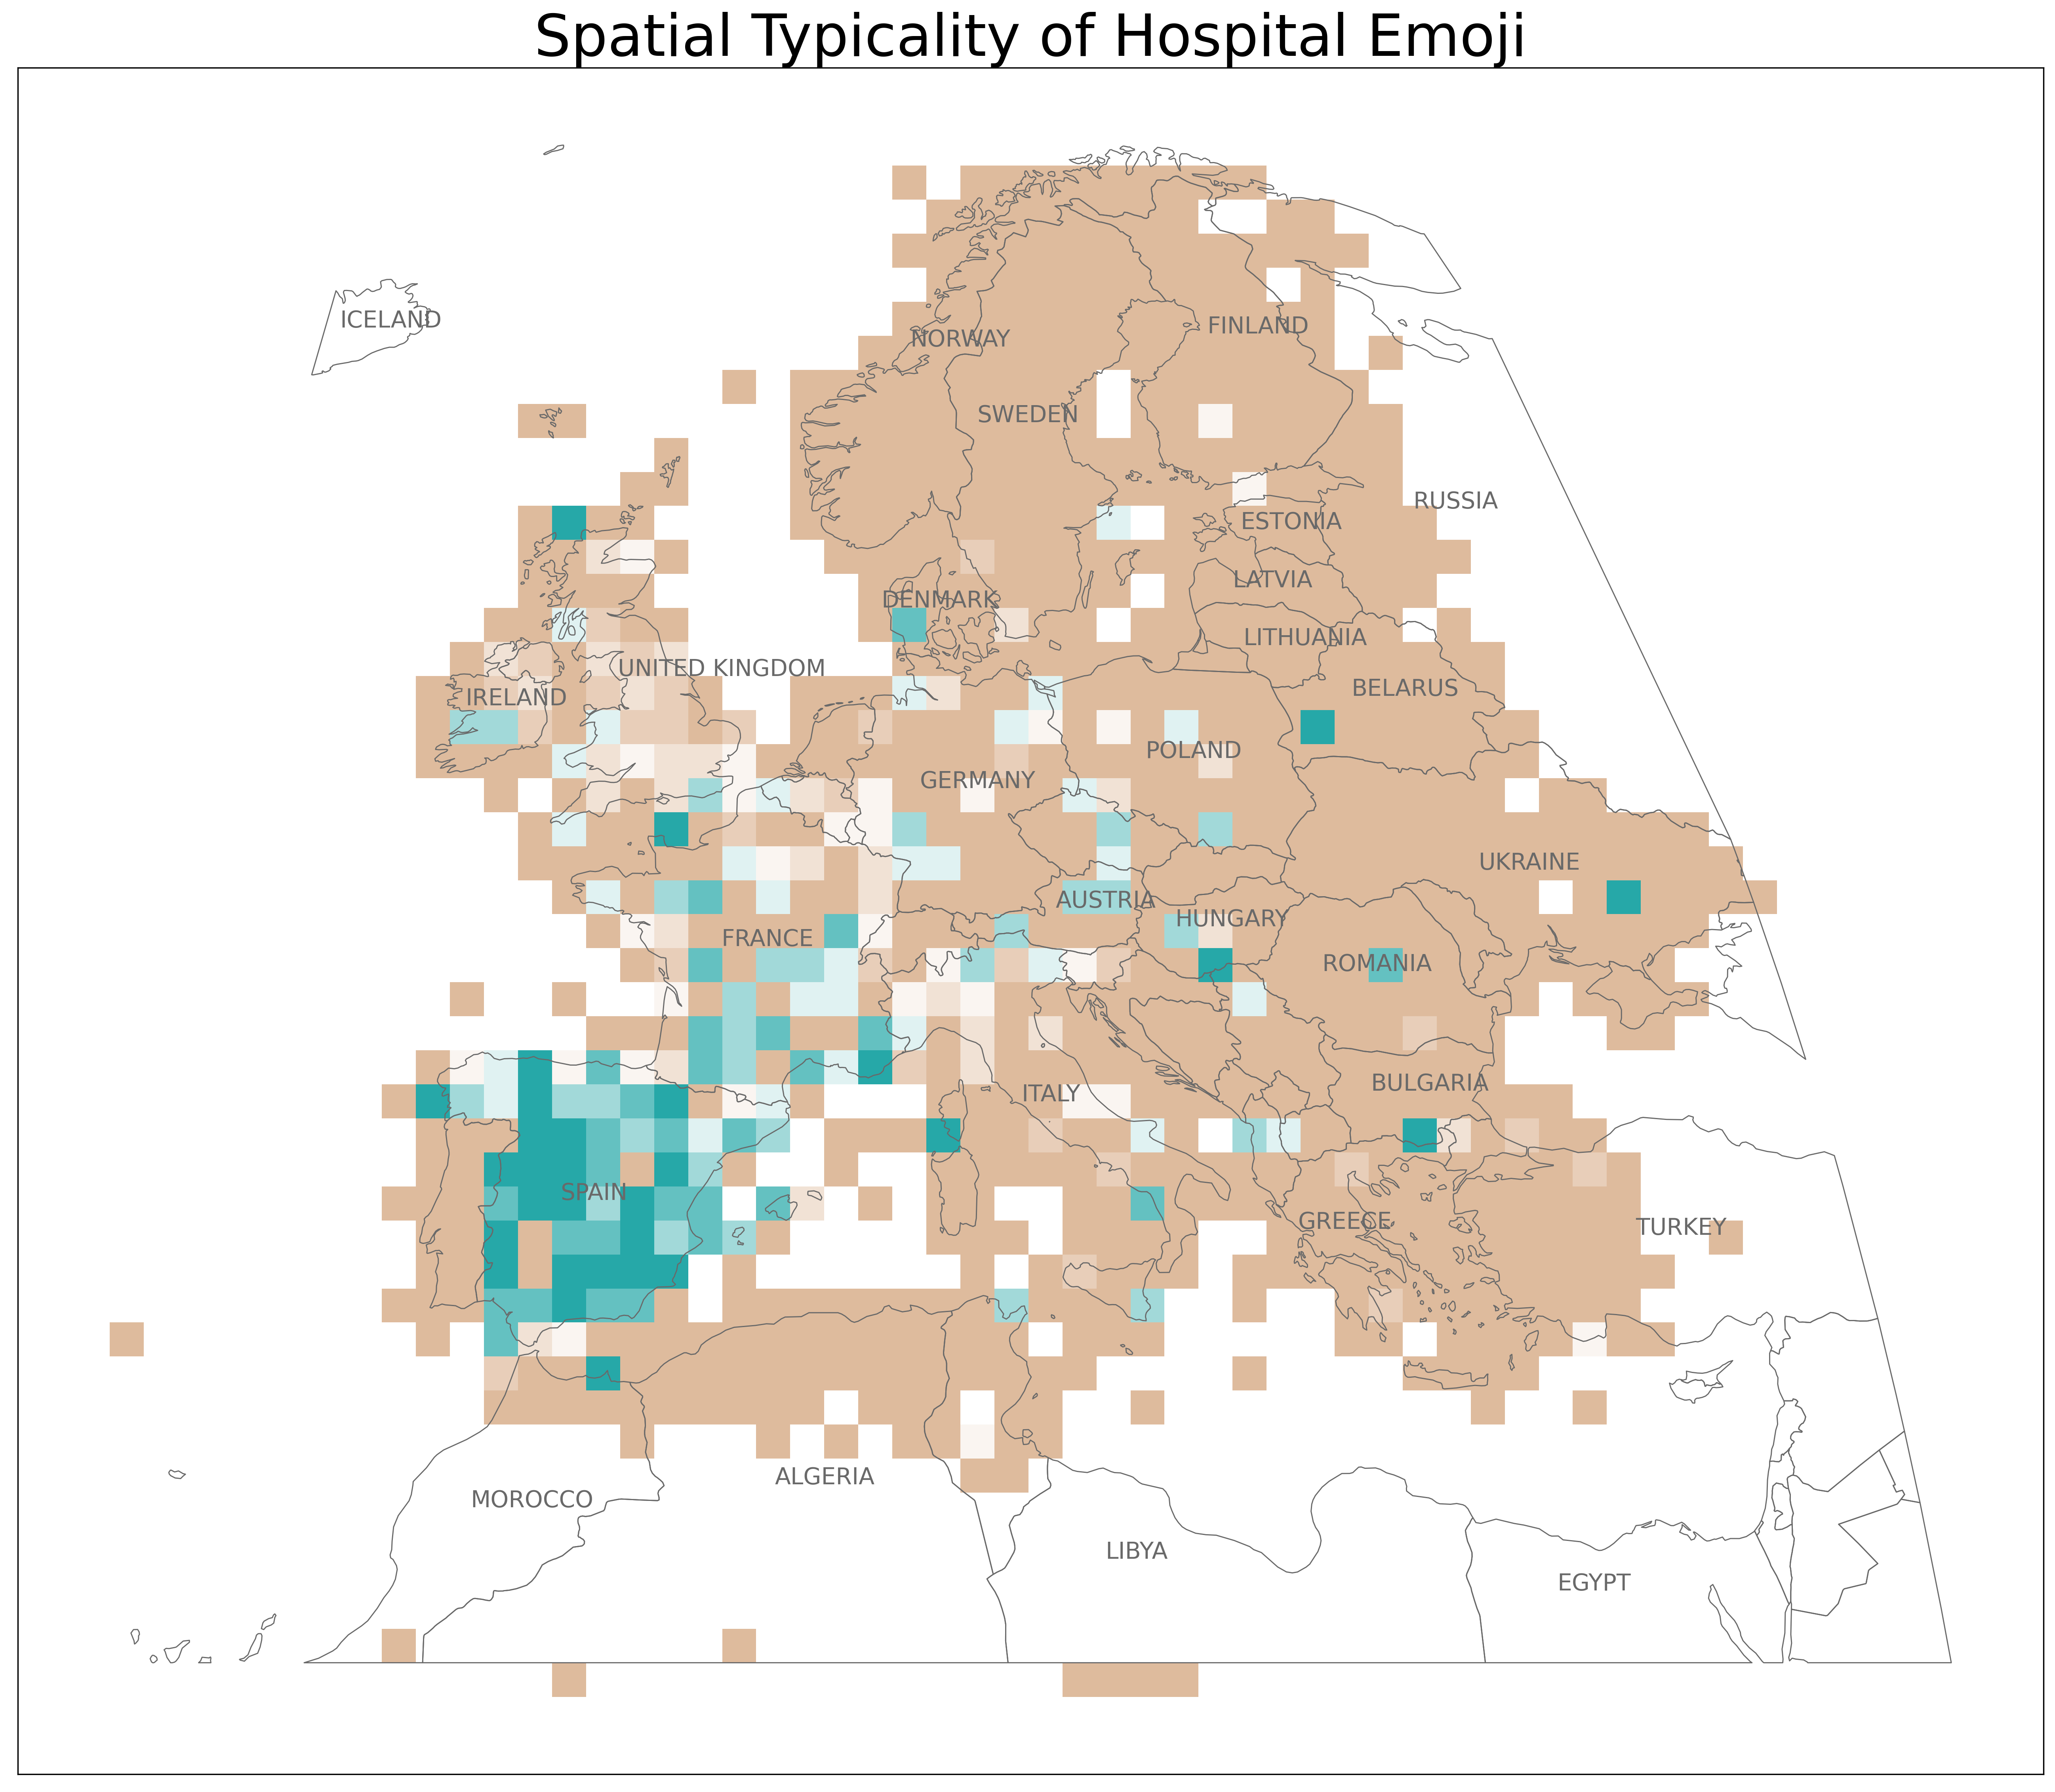 Spatial Typicality of Hospital Emoji
ICELAND
NORWAY
FINLAND
SWEDEN
RUSSIA
ESTONIA
LATVIA
DENMARK
LITHUANIA
UNITED KINGDOM
IRELAND
BELARUS
POLAND
GERMANY
UKRAINE
AUSTRIA
HUNGARY
FRANCE
ROMANIA
BULGARIA
ITALY
SPAIN
GREECE
TURKEY
ALGERIA
MOROCCO
LIBYA
EGYPT